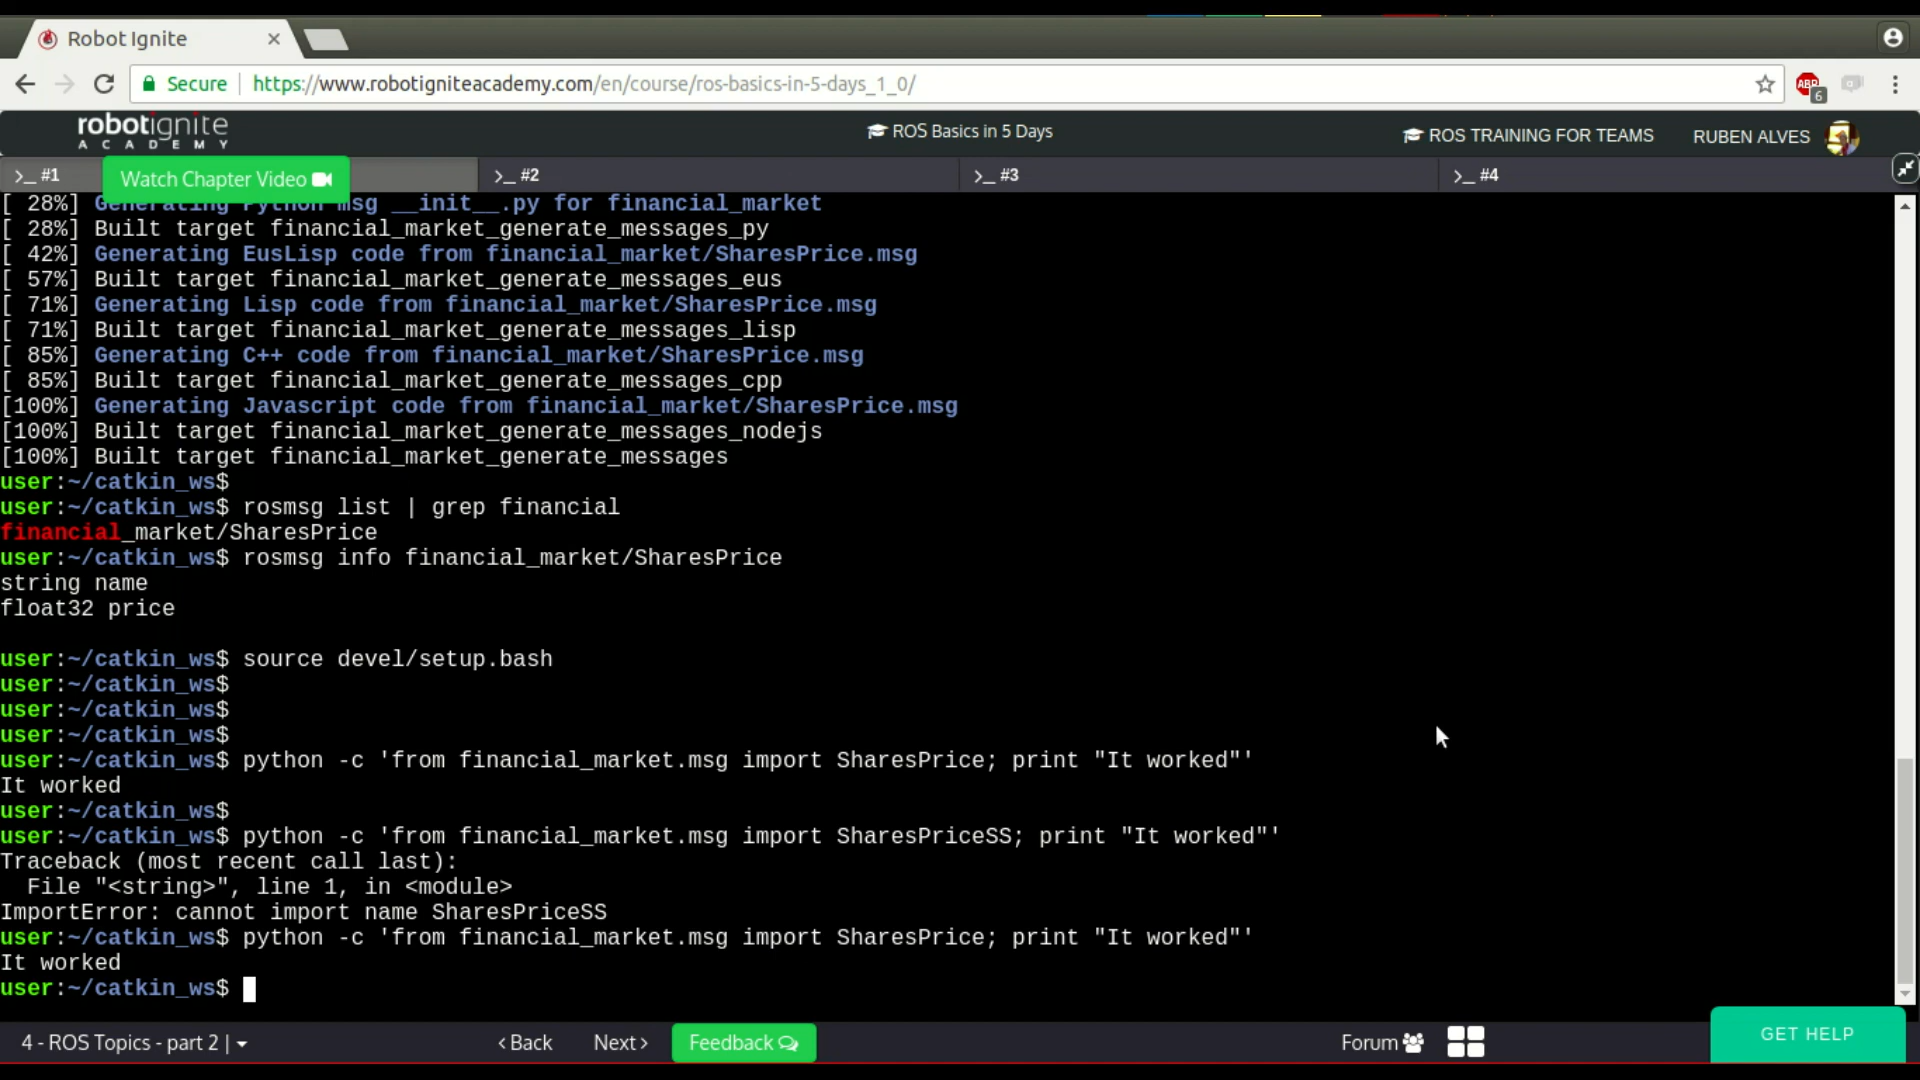 Robot Ignite
Secure
https://www.robotigniteacademy.com/en/course/ros-basics-in-5-days_1_0/
ABP
6
robotignite
ACADEMY
ROS Basics in 5 Days
ROS TRAINING FOR TEAMS
RUBEN ALVES
>_ #1
Watch Chapter Video
>_ #2
>_ #3
>_ #4
[ 28%] Generating Python msg __init__.py for financial_market
[ 28%] Built target financial_market_generate_messages_py
[ 42%] Generating EusLisp code from financial_market/SharesPrice.msg
[ 57%] Built target financial_market_generate_messages_eus
[ 71%] Generating Lisp code from financial_market/SharesPrice.msg
[ 71%] Built target financial_market_generate_messages_lisp
[ 85%] Generating C++ code from financial_market/SharesPrice.msg
[ 85%] Built target financial_market_generate_messages_cpp
[100%] Generating Javascript code from financial_market/SharesPrice.msg
[100%] Built target financial_market_generate_messages_nodejs
[100%] Built target financial_market_generate_messages
user:~/catkin_ws$
user:~/catkin_ws$ rosmsg list | grep financial
financial_market/SharesPrice
user:~/catkin_ws$ rosmsg info financial_market/SharesPrice
string name
float32 price
user:~/catkin_ws$ source devel/setup.bash
user:~/catkin_ws$
user:~/catkin_ws$
user:~/catkin_ws$
user:~/catkin_ws$ python -c 'from financial_market.msg import SharesPrice; print "It worked"'
It worked
user:~/catkin_ws$
user:~/catkin_ws$ python -c 'from financial_market.msg import SharesPriceSS; print "It worked"'
Traceback (most recent call last):
  File "<string>", line 1, in <module>
ImportError: cannot import name SharesPriceSS
user:~/catkin_ws$ python -c 'from financial_market.msg import SharesPrice; print "It worked"'
It worked
user:~/catkin_ws$
4 - ROS Topics - part 2 |
< Back
Next >
Feedback
Forum
GET HELP